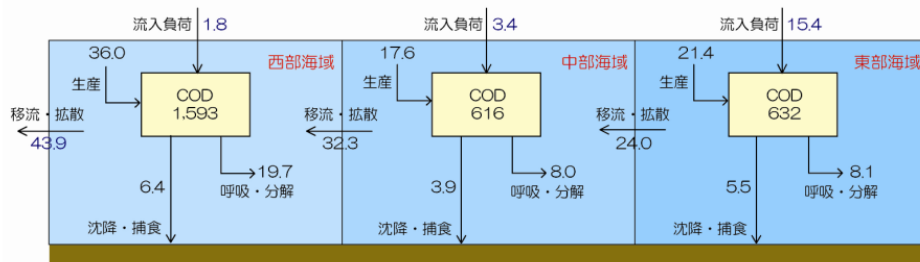 流入負荷 1.8
36.0
西部海域
生産
COD
1,593
移流・拡散
43.9
19.7
呼吸・分解
6.4
沈降・捕食
流入負荷 3.4
17.6
中部海域
生産
COD
616
移流・拡散
32.3
8.0
呼吸・分解
3.9
沈降・捕食
流入負荷 15.4
21.4
東部海域
生産
COD
632
移流・拡散
24.0
8.1
呼吸・分解
5.5
沈降・捕食